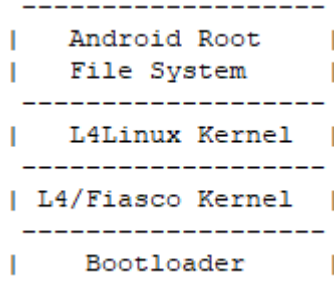 -------------------
| Android Root |
| File System |
-------------------
| L4Linux Kernel |
-------------------
| L4/Fiasco Kernel |
-------------------
| Bootloader |